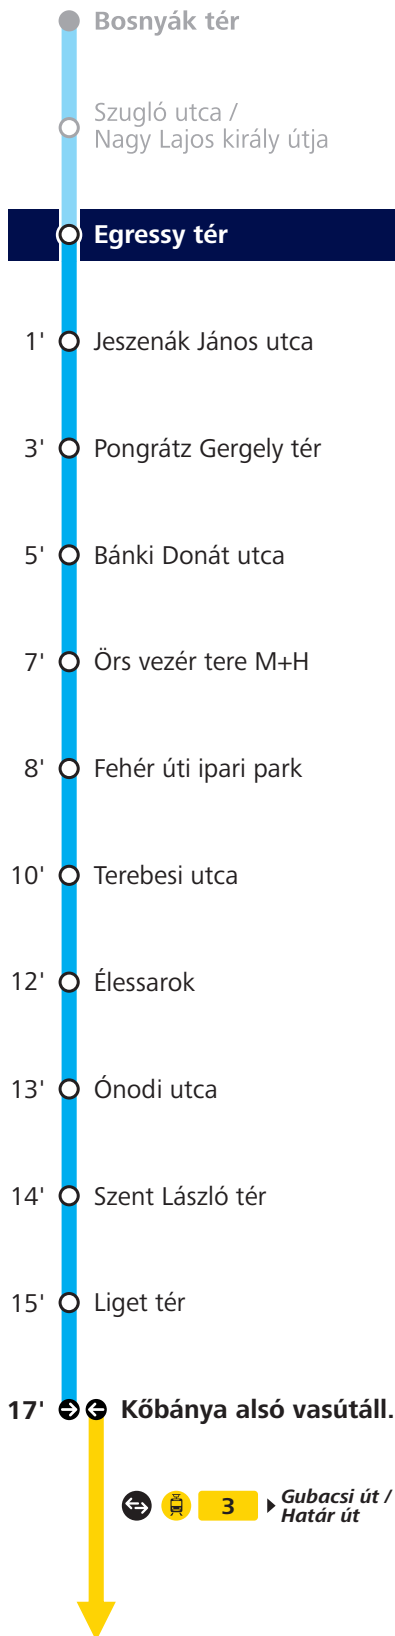 Bosnyák tér
Szugló utca /
Nagy Lajos király útja
Egressy tér
1' Jeszenák János utca
3' Pongrátz Gergely tér
5' Bánki Donát utca
7' Örs vezér tere M+H
8' Fehér úti ipari park
10' Terebesi utca
12' Élessarok
13' Ónodi utca
14' Szent László tér
15' Liget tér
17' Kőbánya alsó vasútáll.
3 Gubacsi út /
Határ út